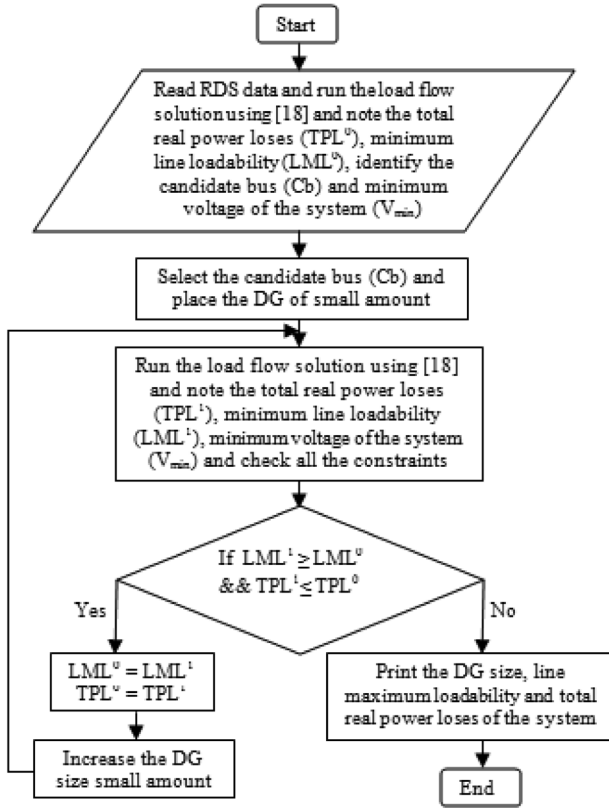 Start
Read RDS data and run the load flow
solution using [18] and note the total
real power loses (TPL⁰), minimum
line loadability (LML⁰), identify the
candidate bus (Cb) and minimum
voltage of the system (Vmin)
Select the candidate bus (Cb) and
place the DG of small amount
Run the load flow solution using [18]
and note the total real power loses
(TPL¹), minimum line loadability
(LML¹), minimum voltage of the system
(Vmin) and check all the constraints
If LML¹ ≥ LML⁰
&& TPL¹ ≤ TPL⁰
Yes
No
LML⁰ = LML¹
TPL⁰ = TPL¹
Increase the DG
size small amount
Print the DG size, line
maximum loadability and total
real power loses of the system
End